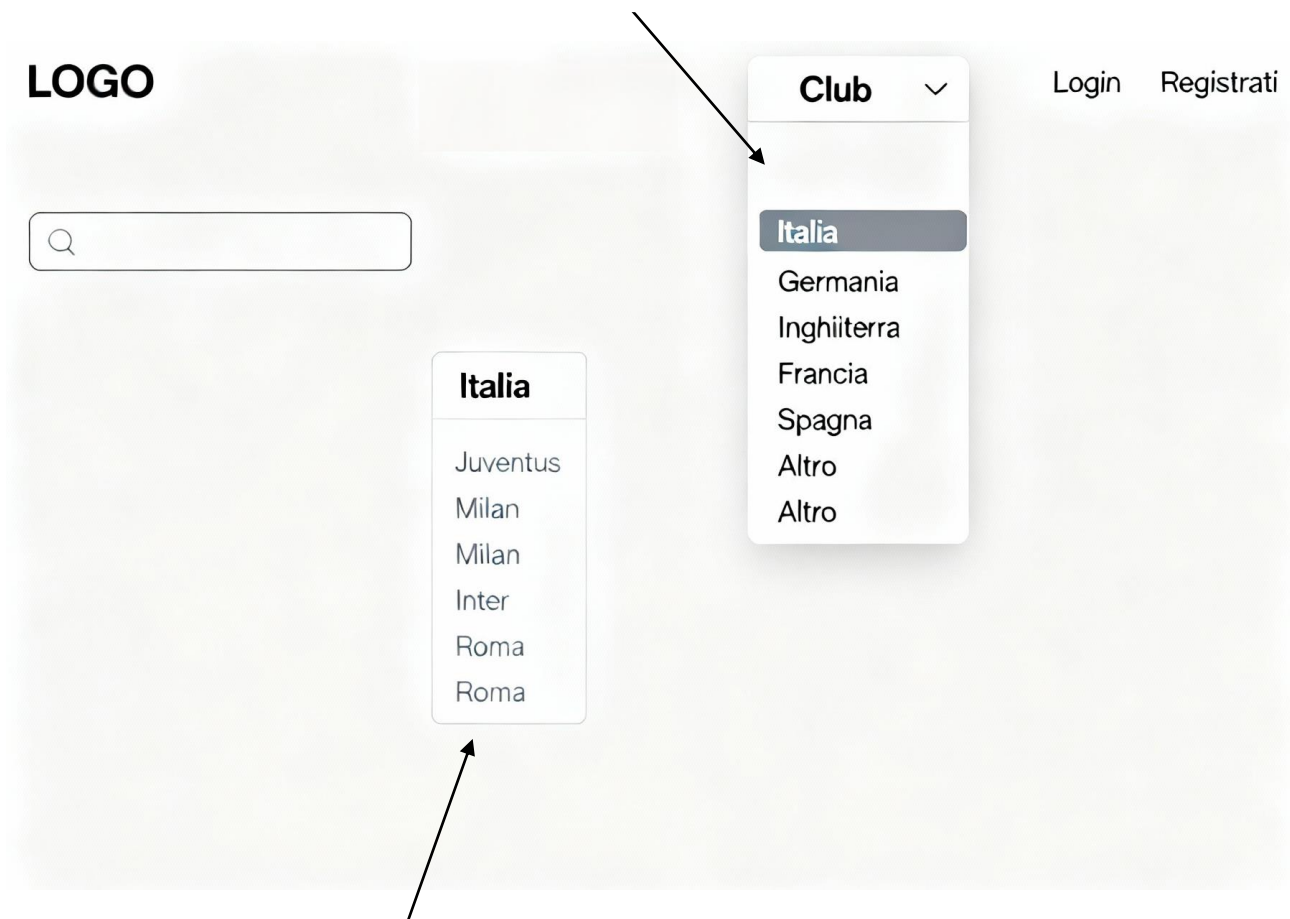 LOGO
Club
Login
Registrati
Italia
Germania
Inghiiterra
Francia
Spagna
Altro
Altro
Italia
Juventus
Milan
Milan
Inter
Roma
Roma